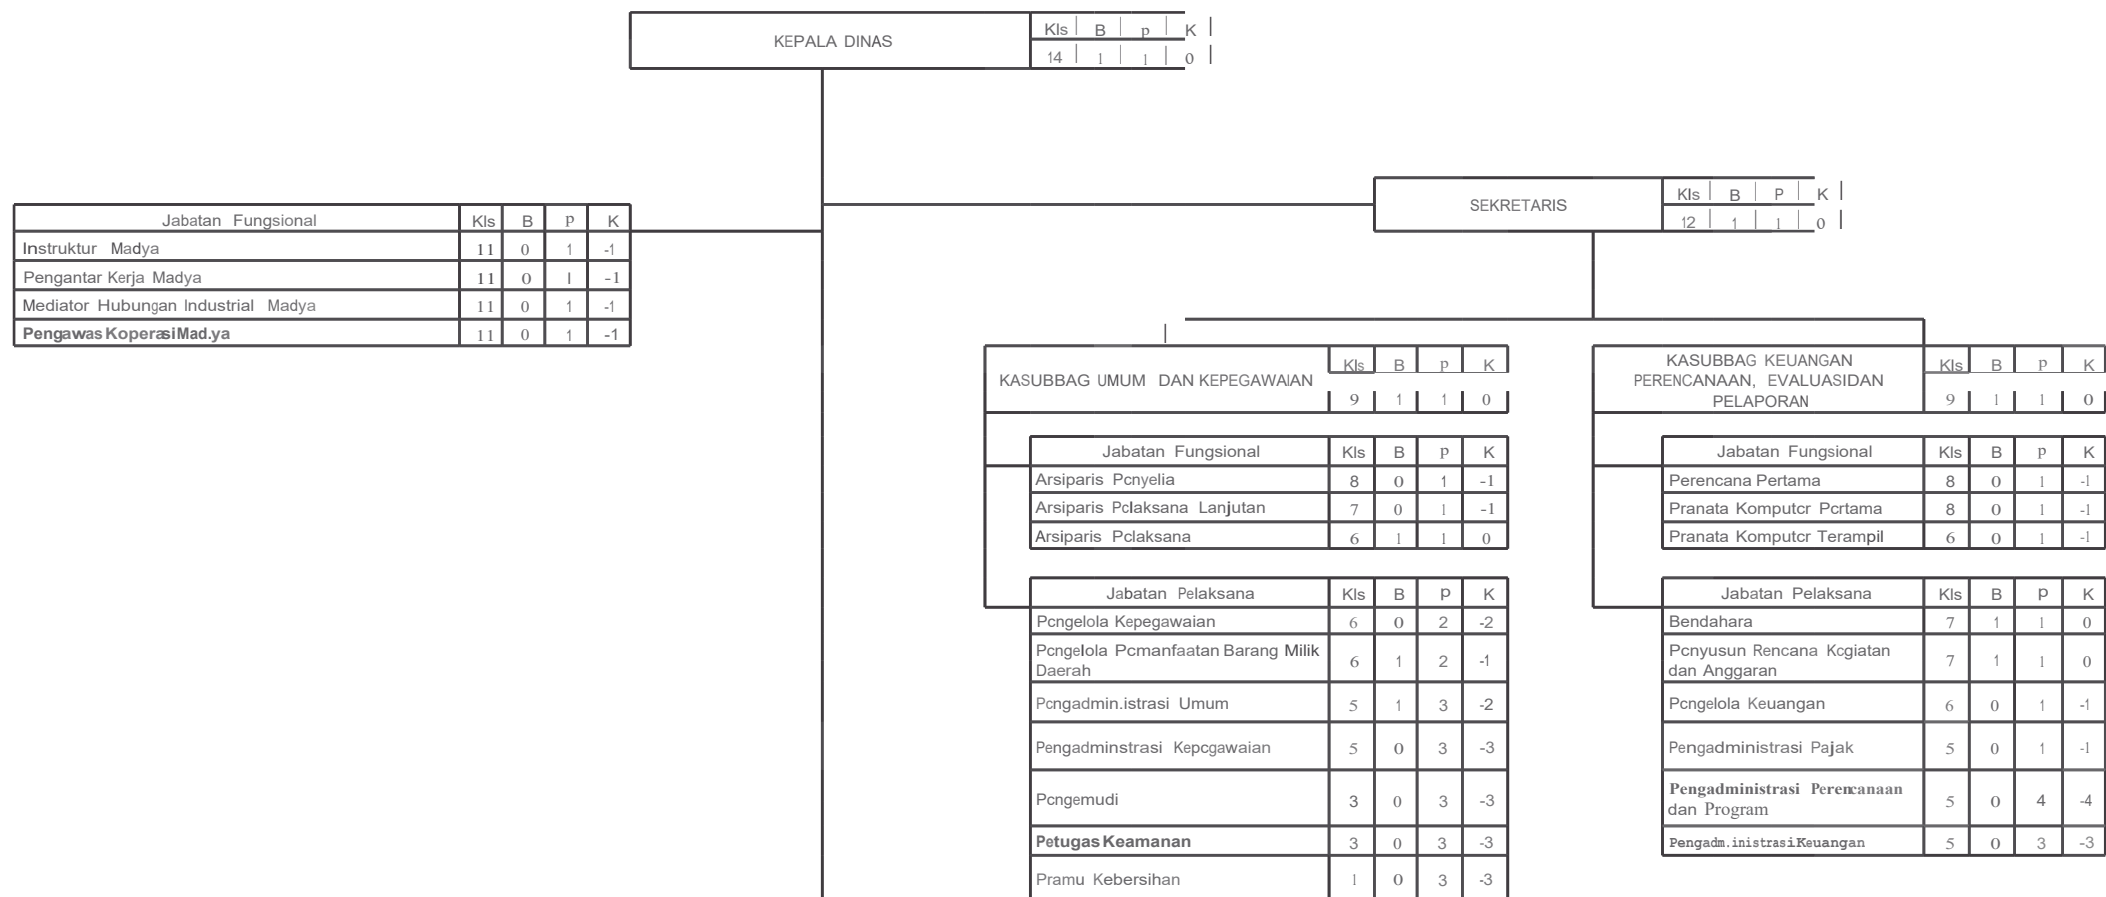 KEPALA DINAS Kls B p K
14 1 1 0
SEKRETARIS Kls B P K
12 1 1 0
Jabatan Fungsional Kls B p K
Instruktur Madya 11 0 1 -1
Pengantar Kerja Madya 11 0 l -1
Mediator Hubungan Industrial Madya 11 0 1 -1
Pengawas KoperasiMad.ya 11 0 1 -1
KASUBBAG UMUM DAN KEPEGAWAIAN Kls B p K
9 1 1 0
Jabatan Fungsional Kls B p K
Arsiparis Pcnyelia 8 0 1 -1
Arsiparis Pclaksana Lanjutan 7 0 1 -1
Arsiparis Pclaksana 6 1 1 0
Jabatan Pelaksana Kls B p K
Pcngelola Kepegawaian 6 0 2 -2
Pcngelola Pcmanfaatan Barang Milik
Daerah 6 1 2 -1
Pcngadmin.istrasi Umum 5 1 3 -2
Pengadminstrasi Kepcgawaian 5 0 3 -3
Pcngemudi 3 0 3 -3
Petugas Keamanan 3 0 3 -3
Pramu Kebersihan 1 0 3 -3
KASUBBAG KEUANGAN
PERENCANAAN, EVALUASIDAN
PELAPORAN
Kls B p K
9 1 1 0
Jabatan Fungsional Kls B p K
Perencana Pertama 8 0 1 -1
Pranata Komputcr Pcrtama 8 0 1 -1
Pranata Komputcr Terampil 6 0 1 -1
Jabatan Pelaksana Kls B p K
Bendahara 7 1 1 0
Pcnyusun Rencana Kcgiatan
dan Anggaran 7 1 1 0
Pcngelola Keuangan 6 0 1 -1
Pengadministrasi Pajak 5 0 1 -1
Pengadministrasi Perencanaan
dan Program 5 0 4 -4
Pengadm.inistrasiKeuangan 5 0 3 -3